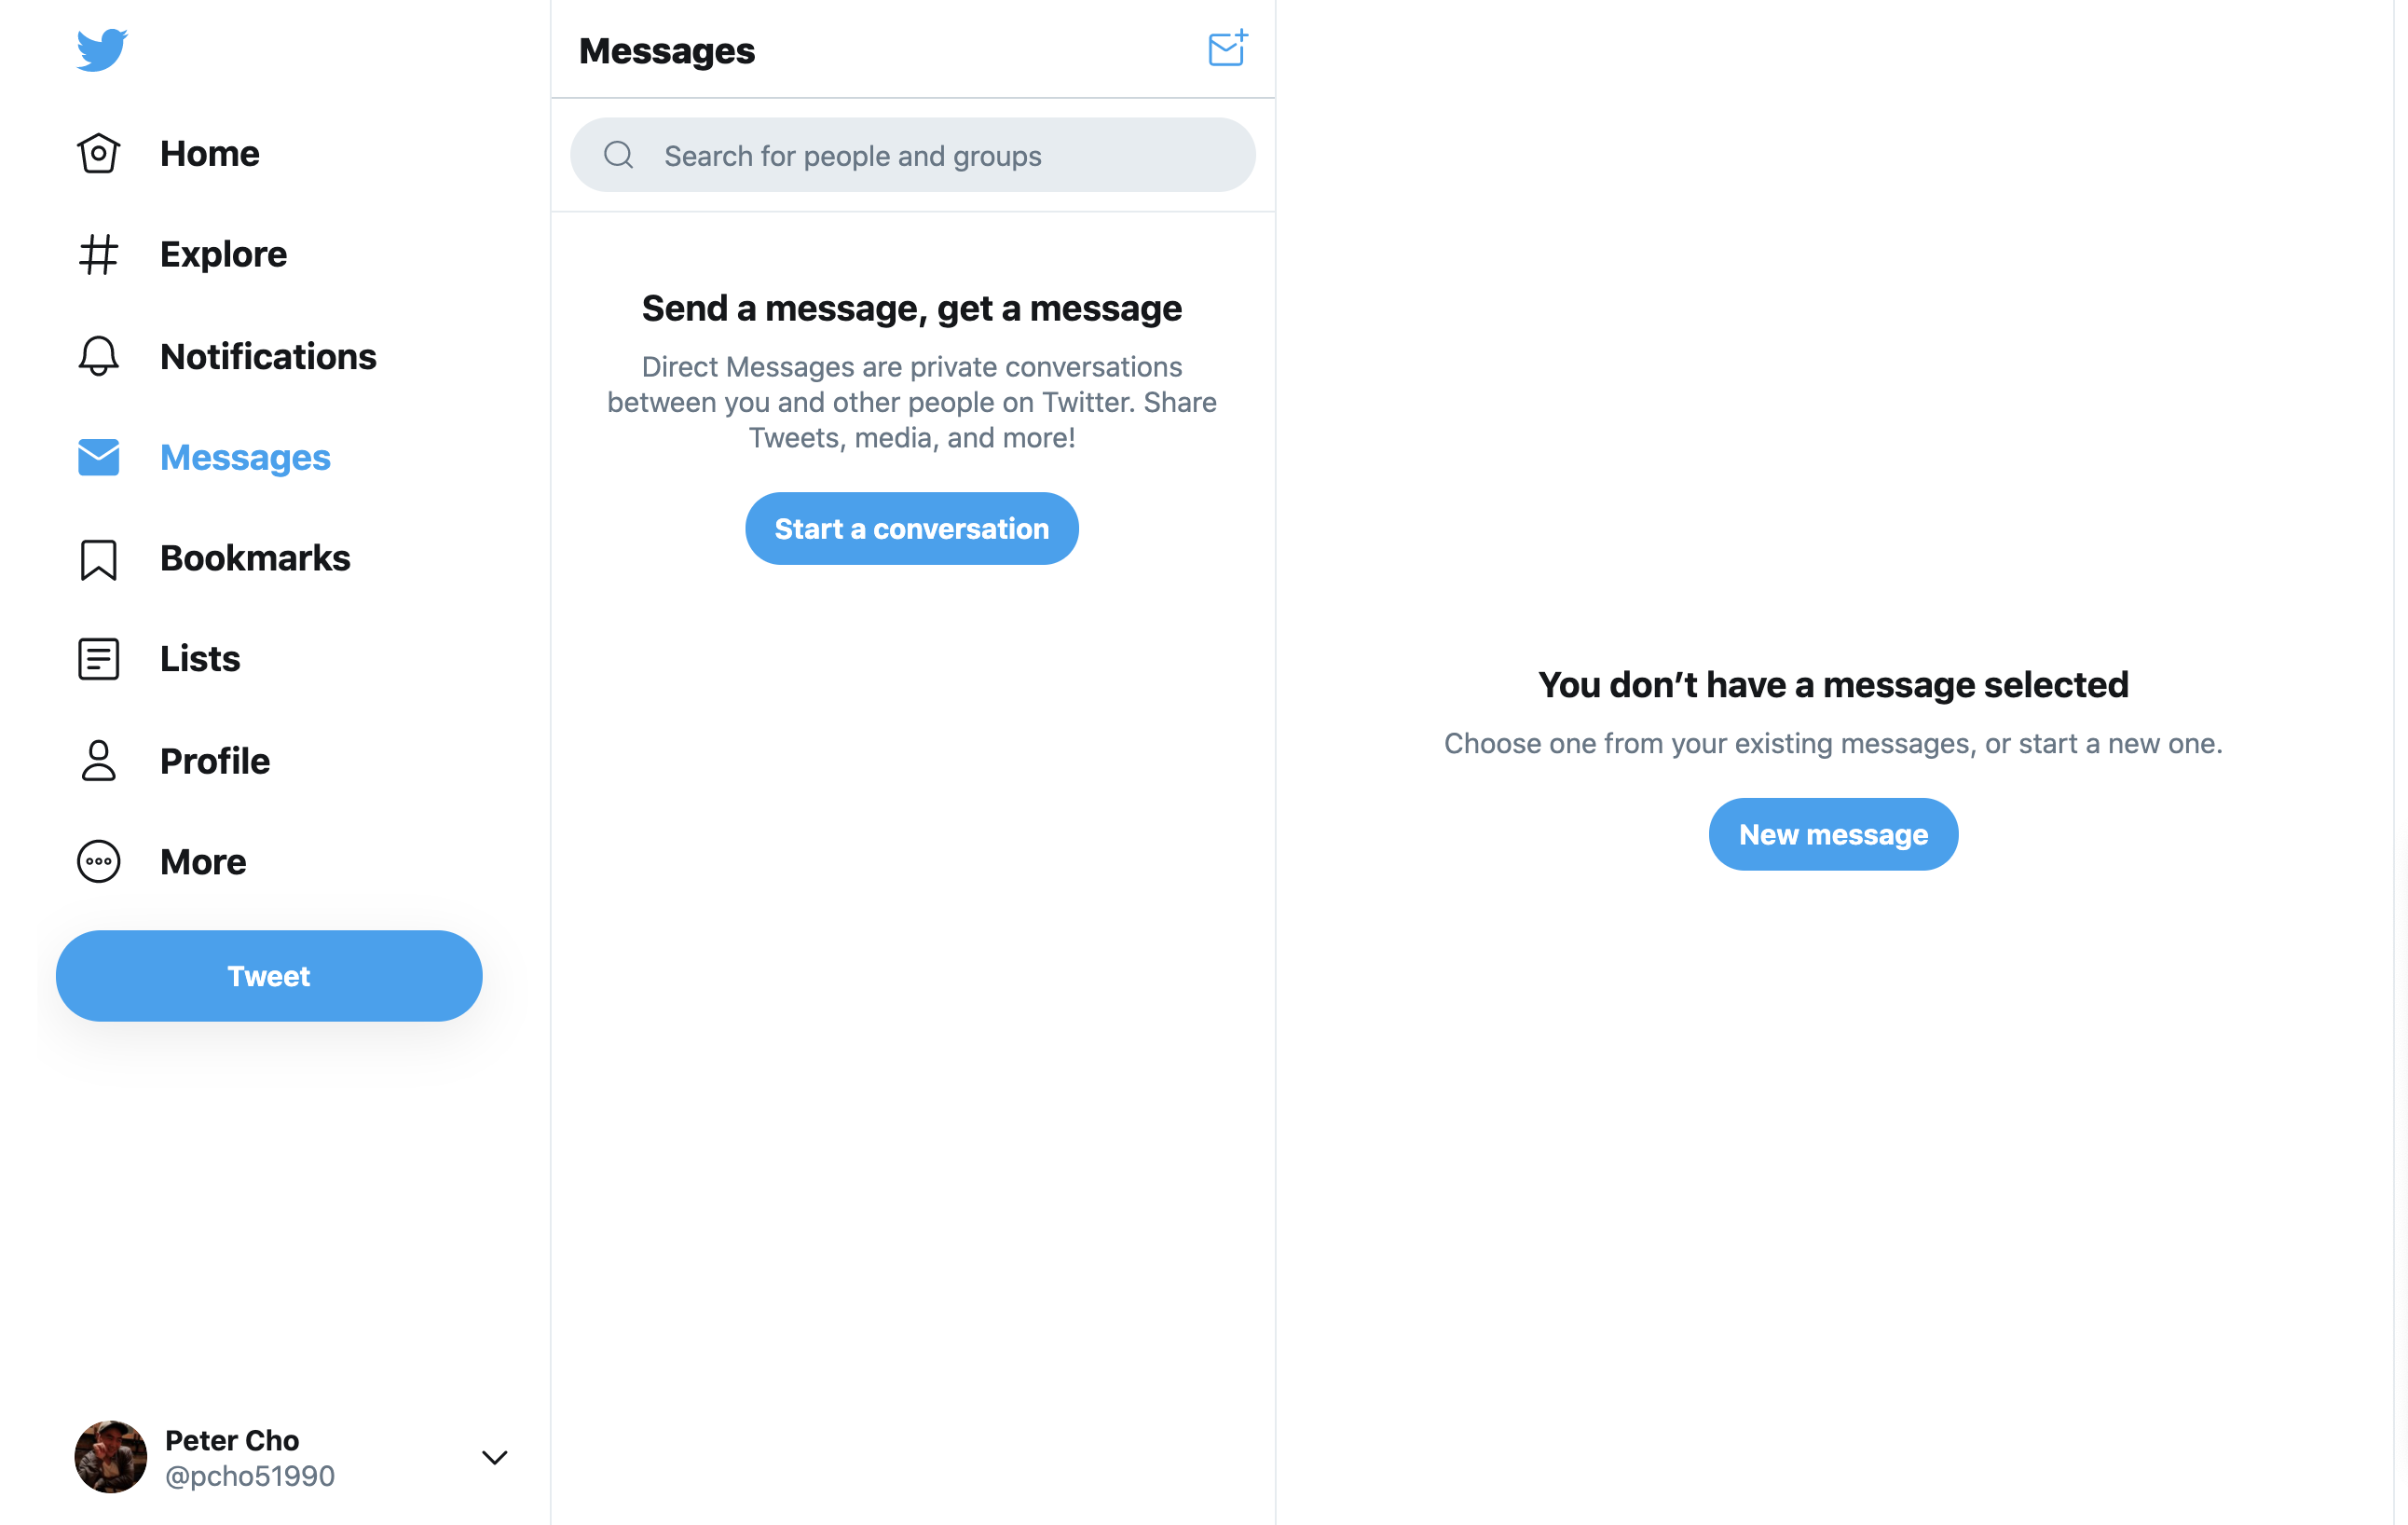 Home
Explore
Notifications
Messages
Bookmarks
Lists
Profile
More
Tweet
Peter Cho
@pcho51990
Messages
Search for people and groups
Send a message, get a message
Direct Messages are private conversations
between you and other people on Twitter. Share
Tweets, media, and more!
Start a conversation
You don’t have a message selected
Choose one from your existing messages, or start a new one.
New message